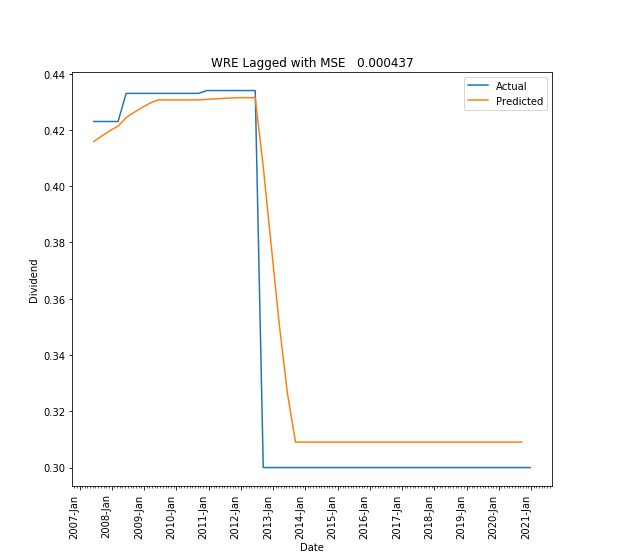 WRE Lagged with MSE 0.000437
Actual
Predicted
0.44
0.42
0.40
0.38
0.36
0.34
0.32
0.30
Dividend
2007-Jan
2008-Jan
2009-Jan
2010-Jan
2011-Jan
2012-Jan
2013-Jan
2014-Jan
2015-Jan
2016-Jan
2017-Jan
2018-Jan
2019-Jan
2020-Jan
2021-Jan
Date